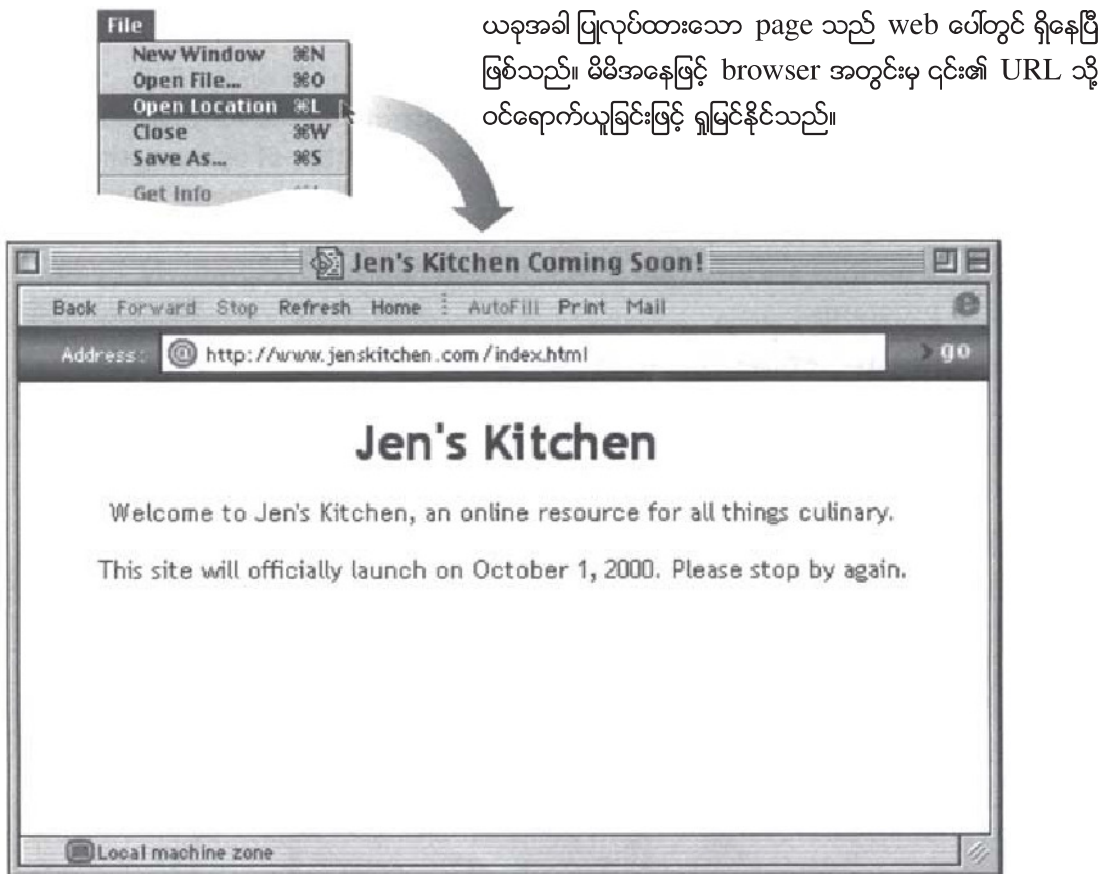 File
New Window ⌘N
Open File... ⌘O
Open Location ⌘L
Close ⌘W
Save As... ⌘S
Get Info
ယခုအခါ ပြုလုပ်ထားသော page သည် web ပေါ်တွင် ရှိနေပြီ
ဖြစ်သည်။ မိမိအနေဖြင့် browser အတွင်းမှ ၎င်း၏ URL သို့
ဝင်ရောက်ယူခြင်းဖြင့် ရှုမြင်နိုင်သည်။
Jen's Kitchen Coming Soon!
Back Forward Stop Refresh Home AutoFill Print Mail
Address: @ http://www.jenskitchen.com/index.html > go
Jen's Kitchen
Welcome to Jen's Kitchen, an online resource for all things culinary.
This site will officially launch on October 1, 2000. Please stop by again.
Local machine zone